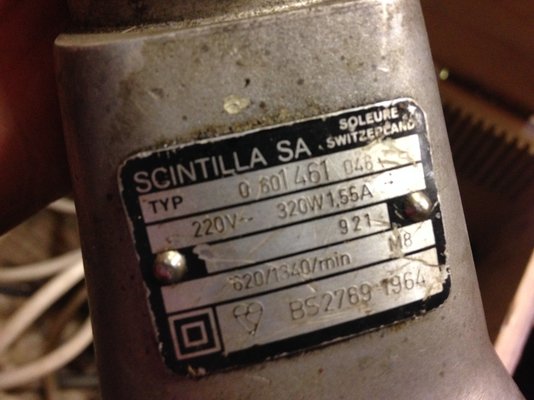 SCINTILLA SA SOLEURE
SWITZERLAND
TYP 0 601 461 046
220V~ 320W 1,55A
921
620/1340/min M8
BS2769 1964